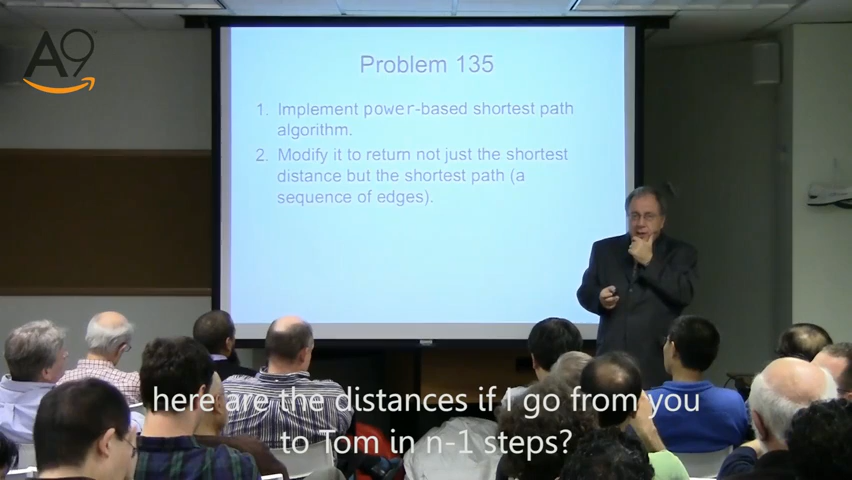 A9
Problem 135
1. Implement power-based shortest path
algorithm.
2. Modify it to return not just the shortest
distance but the shortest path (a
sequence of edges).
here are the distances if I go from you
to Tom in n-1 steps?